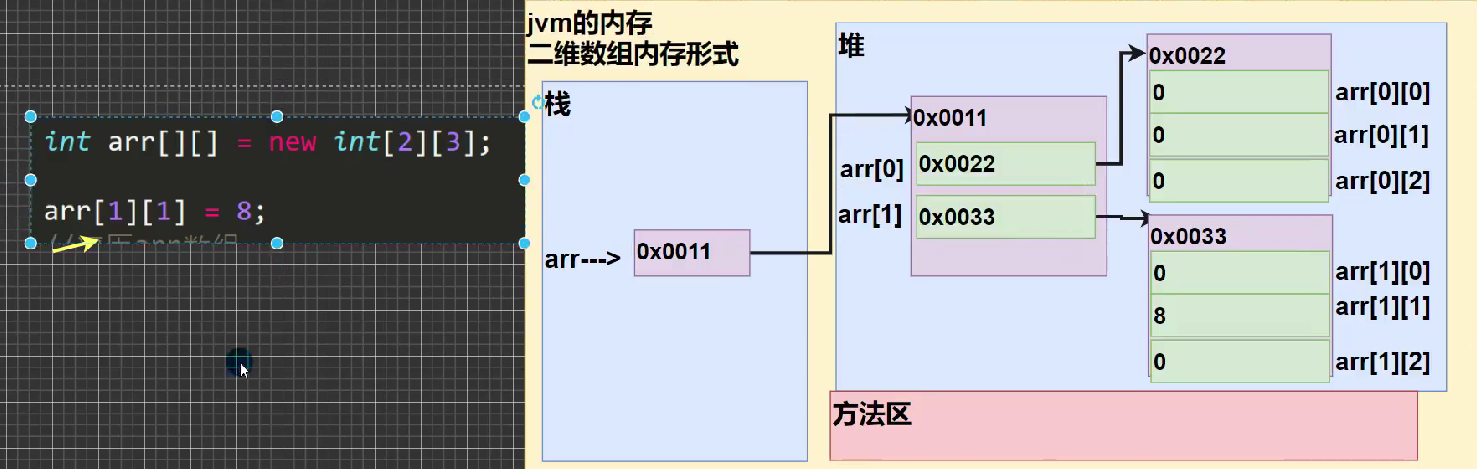 int arr[][] = new int[2][3];
arr[1][1] = 8;
jvm的内存
二维数组内存形式
栈
arr--->
0x0011
堆
0x0011
arr[0]
0x0022
arr[1]
0x0033
0x0022
0
arr[0][0]
0
arr[0][1]
0
arr[0][2]
0x0033
0
arr[1][0]
8
arr[1][1]
0
arr[1][2]
方法区